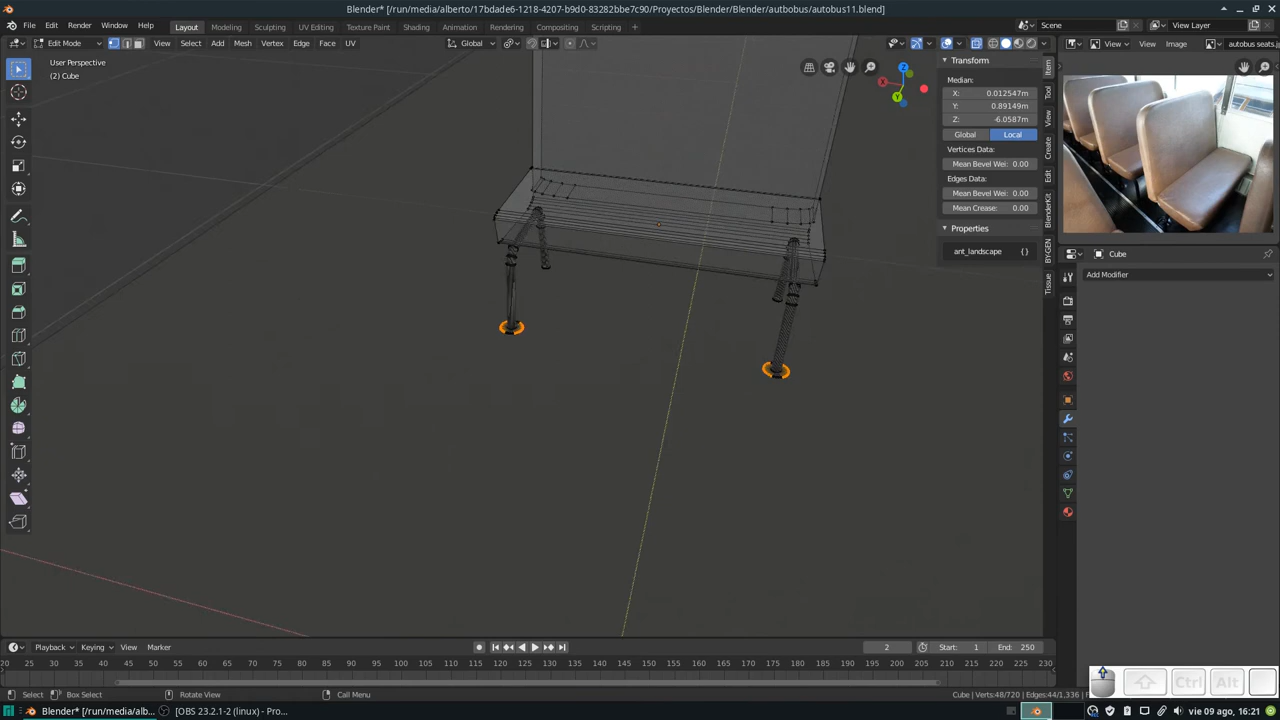 Blender* [/run/media/alberto/17bdade6-1218-4207-b9d0-83282bbe7c90/Proyectos/Blender/Blender/autbobus/autobus11.blend]
File Edit Render Window Help Layout Modeling Sculpting UV Editing Texture Paint Shading Animation Rendering Compositing Scripting + Scene View Layer
Edit Mode View Select Add Mesh Vertex Edge Face UV Global View View Image autobus seats.j
User Perspective
(2) Cube
Transform
Median:
X: 0.012547m
Y: 0.89149m
Z: -6.0587m
Global Local
Vertices Data:
Mean Bevel Wei: 0.00
Edges Data:
Mean Bevel Wei: 0.00
Mean Crease: 0.00
Properties
ant_landscape {}
Item
Tool
View
Create
Edit
BlenderKit
BY-GEN
Tissue
X
Y
Z
Cube
Add Modifier
Playback Keying View Marker 2 Start: 1 End: 250
20 25 30 35 40 45 50 55 60 65 70 75 80 85 90 95 100 105 110 115 120 125 130 135 140 145 150 155 160 165 170 175 180 185 190 195 200 205 210 215 220 225 230
Ctrl Alt
Select Box Select Rotate View Call Menu Cube | Verts:48/720 | Edges:44/1,336 |
Blender* [/run/media/alb... [OBS 23.2.1-2 (linux) - Pro... vie 09 ago, 16:21